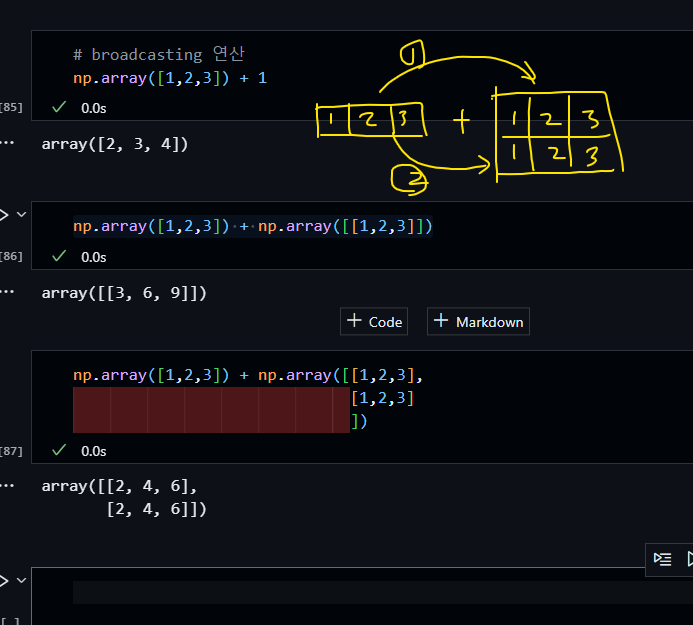 # broadcasting 연산
np.array([1,2,3]) + 1
[85]
0.0s
array([2, 3, 4])
①
1 2 3 + 1 2 3
1 2 3
②
np.array([1,2,3]) + np.array([[1,2,3]])
[86]
0.0s
array([[3, 6, 9]])
+ Code + Markdown
np.array([1,2,3]) + np.array([[1,2,3],
[1,2,3]
])
[87]
0.0s
array([[2, 4, 6],
[2, 4, 6]])
[ ]